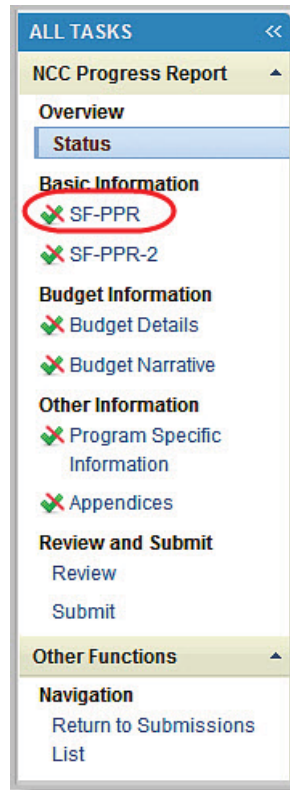 ALL TASKS «
NCC Progress Report
Overview
Status
Basic Information
SF-PPR
SF-PPR-2
Budget Information
Budget Details
Budget Narrative
Other Information
Program Specific
Information
Appendices
Review and Submit
Review
Submit
Other Functions
Navigation
Return to Submissions
List